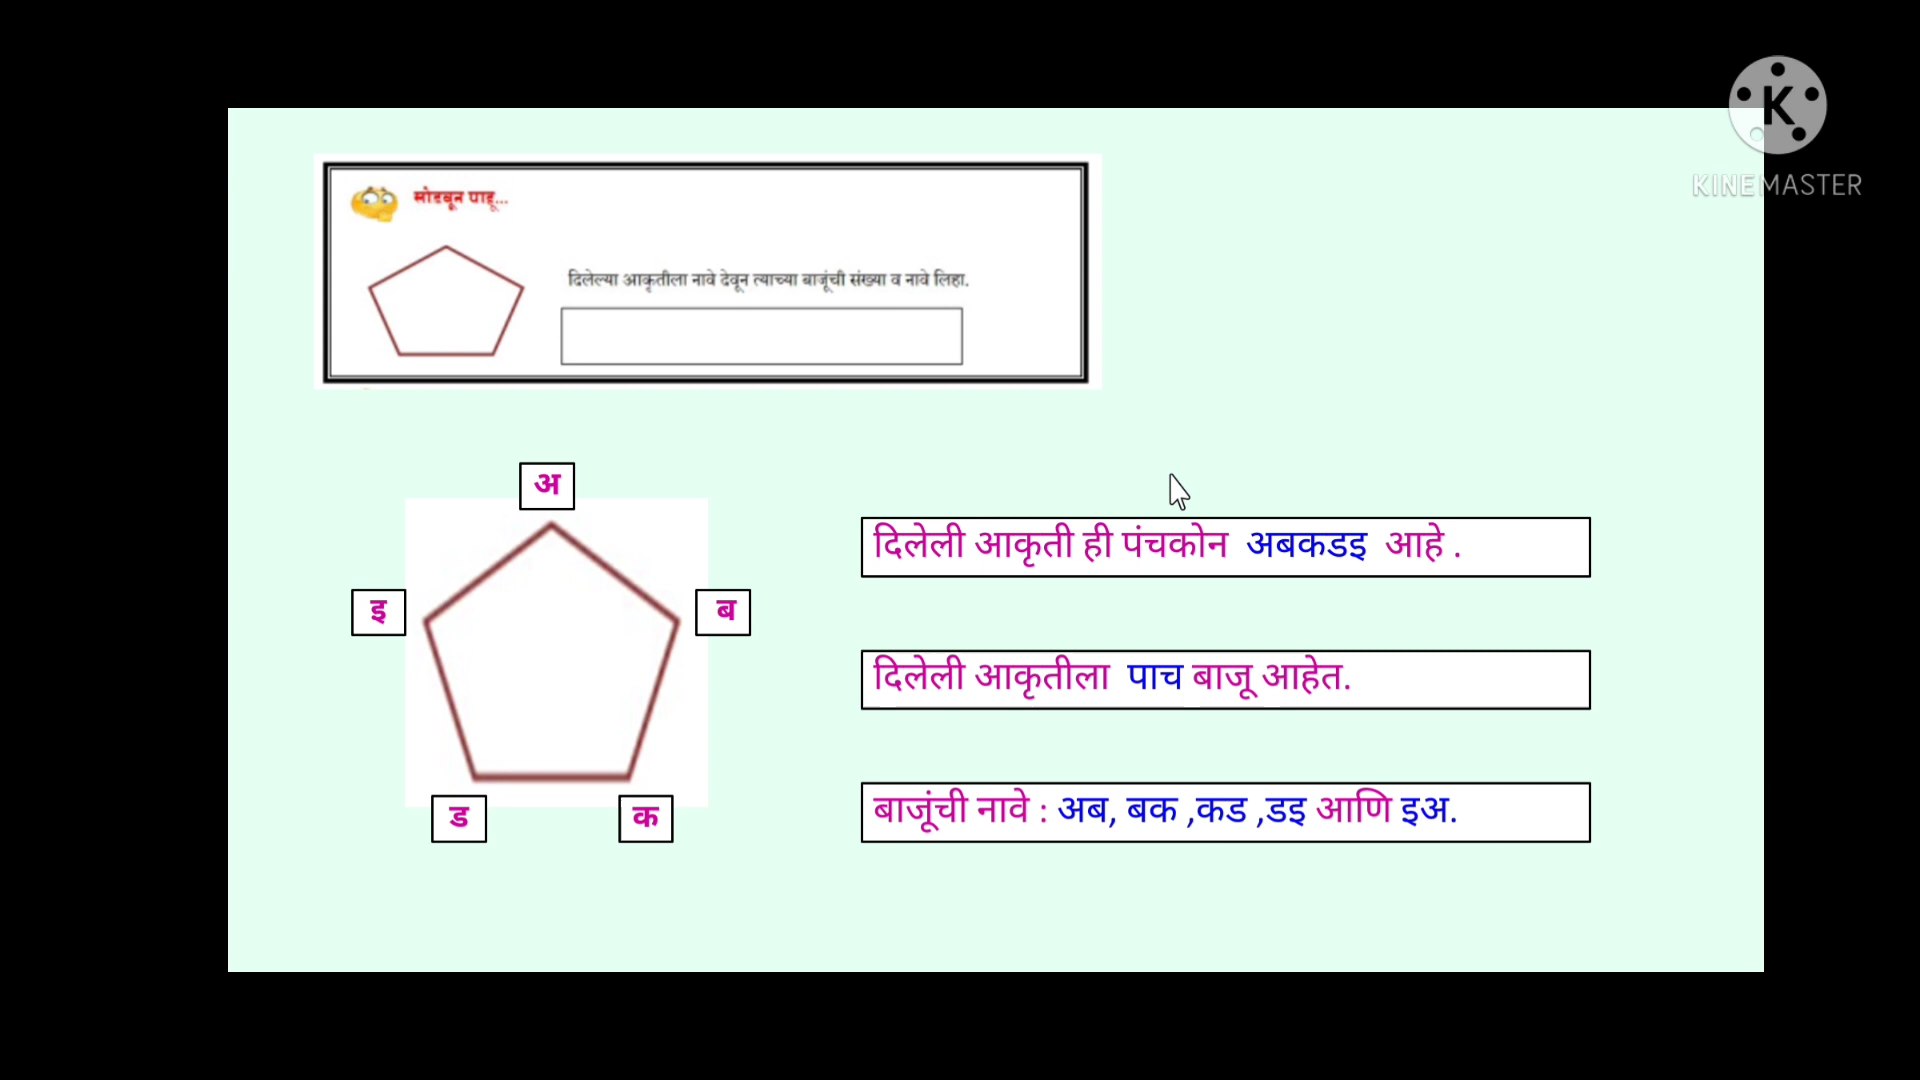 K
KINEMASTER
सोडवून पाहू...
दिलेल्या आकृतीला नावे देवून त्याच्या बाजूंची संख्या व नावे लिहा.
अ
इ
ब
ड
क
दिलेली आकृती ही पंचकोन अबकडइ आहे .
दिलेली आकृतीला पाच बाजू आहेत.
बाजूंची नावे : अब, बक ,कड ,डइ आणि इअ.